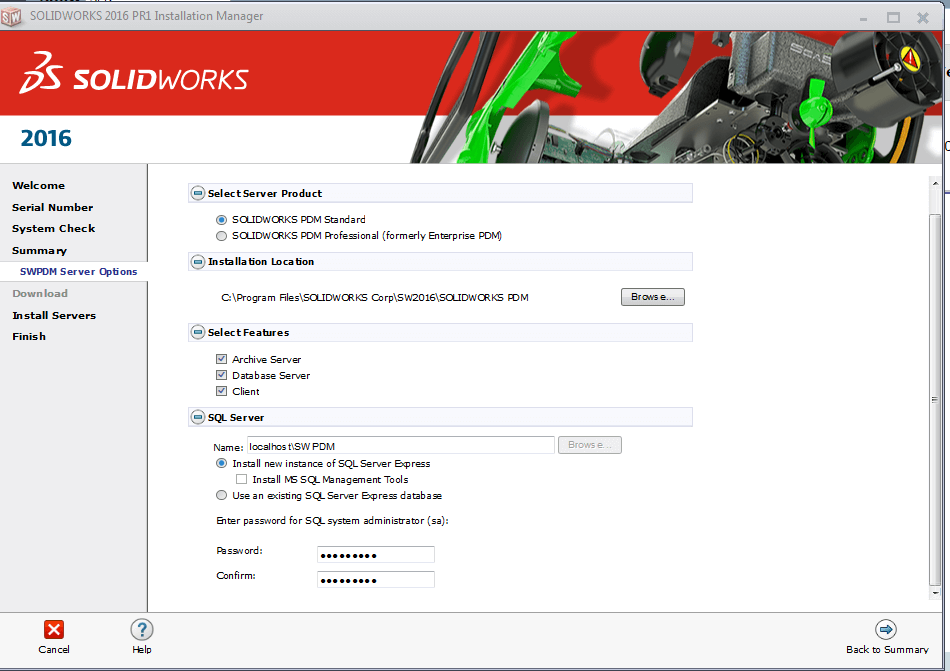 SOLIDWORKS 2016 PR1 Installation Manager
SOLIDWORKS
2016
Welcome
Serial Number
System Check
Summary
SWPDM Server Options
Download
Install Servers
Finish
Select Server Product
SOLIDWORKS PDM Standard
SOLIDWORKS PDM Professional (formerly Enterprise PDM)
Installation Location
C:\Program Files\SOLIDWORKS Corp\SW2016\SOLIDWORKS PDM
Browse...
Select Features
Archive Server
Database Server
Client
SQL Server
Name: localhost\SWPDM
Browse...
Install new instance of SQL Server Express
Install MS SQL Management Tools
Use an existing SQL Server Express database
Enter password for SQL system administrator (sa):
Password: •••••••••
Confirm: •••••••••
Cancel
Help
Back to Summary